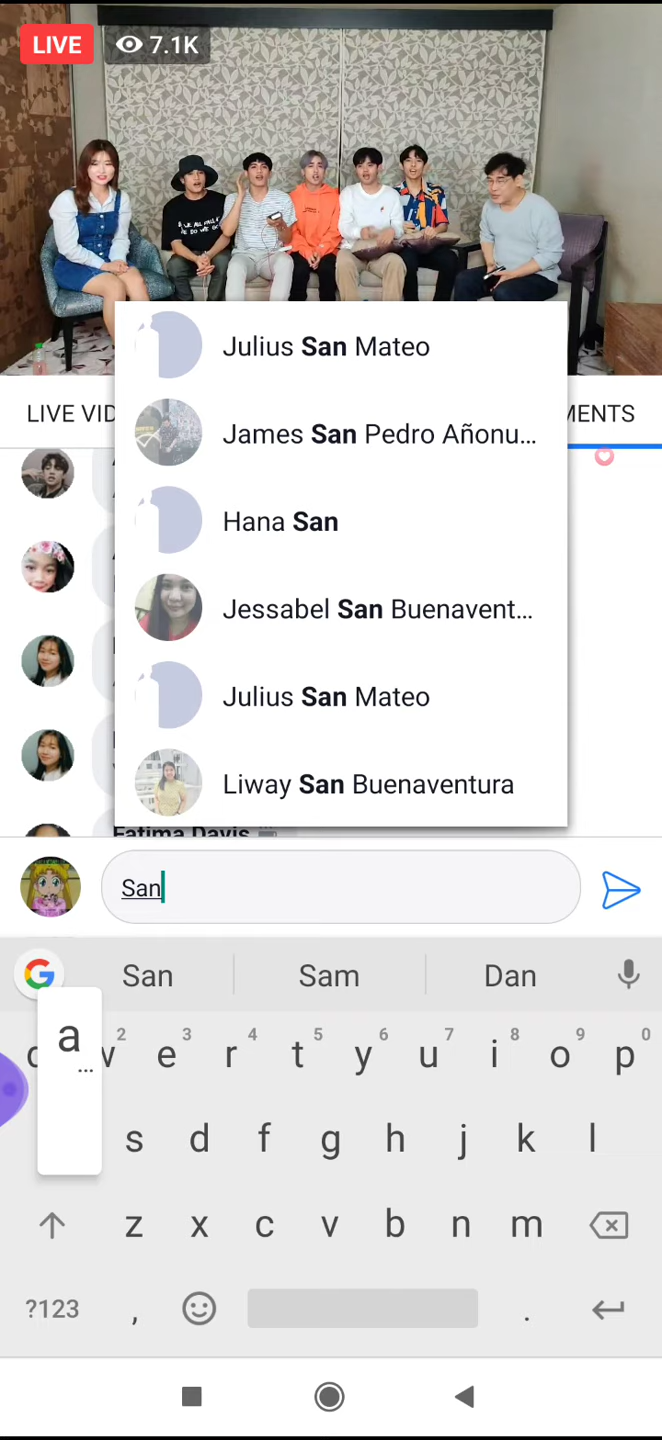 LIVE
7.1K
Julius San Mateo
James San Pedro Añonu...
Hana San
Jessabel San Buenavent...
Julius San Mateo
Liway San Buenaventura
LIVE VID
MENTS
Fatima Davis
San
San
Sam
Dan
a
...
2 3 4 5 6 7 8 9 0
e r t y u i o p
s d f g h j k l
z x c v b n m
?123 , .